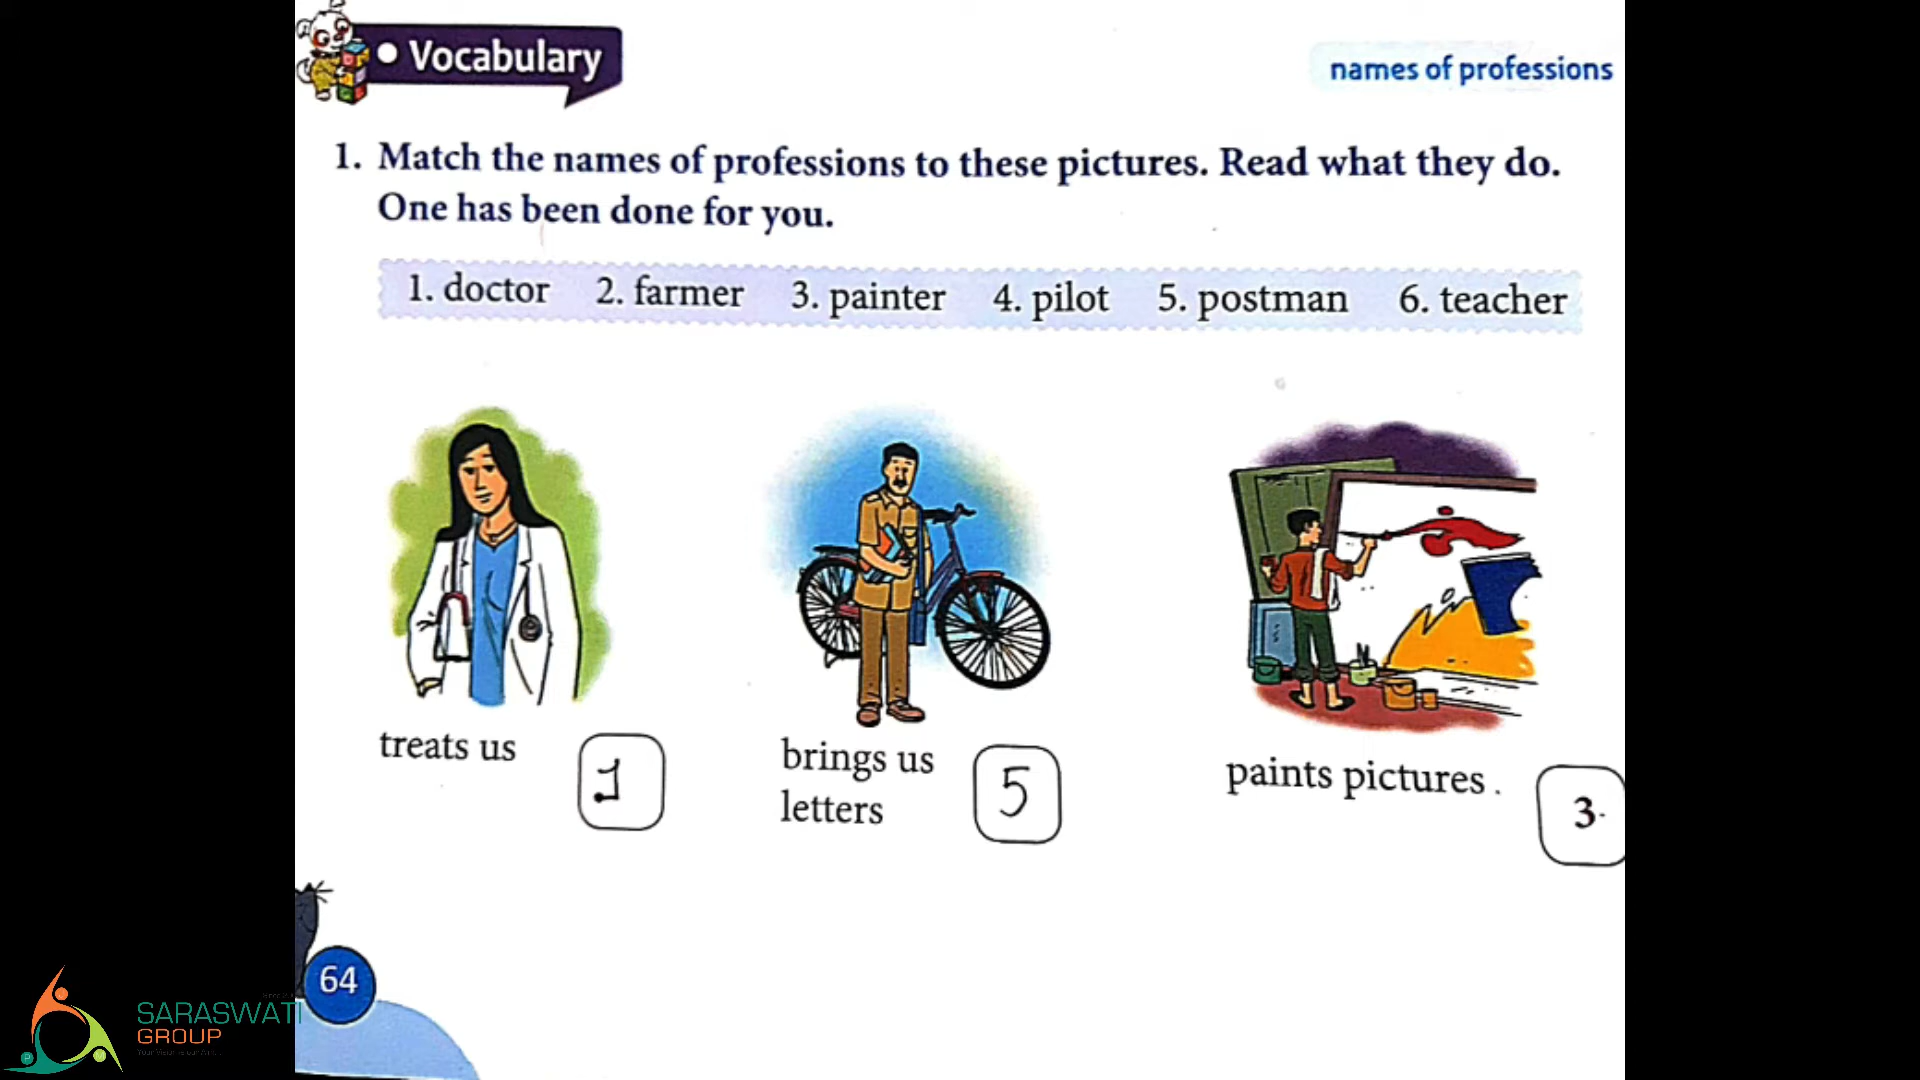 • Vocabulary
names of professions
1. Match the names of professions to these pictures. Read what they do.
One has been done for you.
1. doctor 2. farmer 3. painter 4. pilot 5. postman 6. teacher
treats us
1
brings us
letters
5
paints pictures.
3.
64
SARASWATI
GROUP